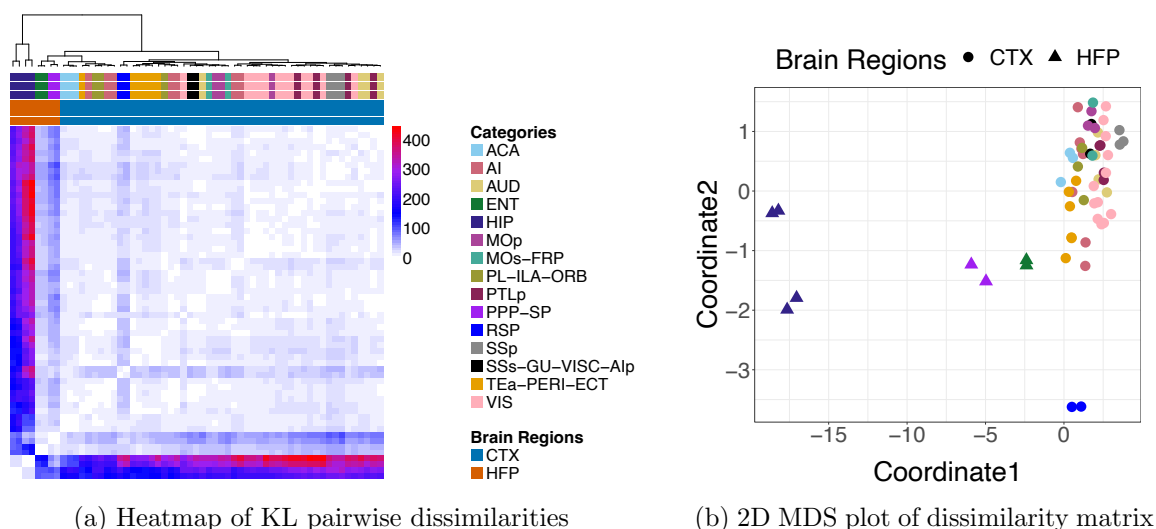 400
300
200
100
0
Categories
ACA
AI
AUD
ENT
HIP
MOp
MOs−FRP
PL−ILA−ORB
PTLp
PPP−SP
RSP
SSp
SSs−GU−VISC−AIp
TEa−PERI−ECT
VIS
Brain Regions
CTX
HFP
(a) Heatmap of KL pairwise dissimilarities
Brain Regions CTX HFP
Coordinate2
1
0
−1
−2
−3
−15 −10 −5 0
Coordinate1
(b) 2D MDS plot of dissimilarity matrix